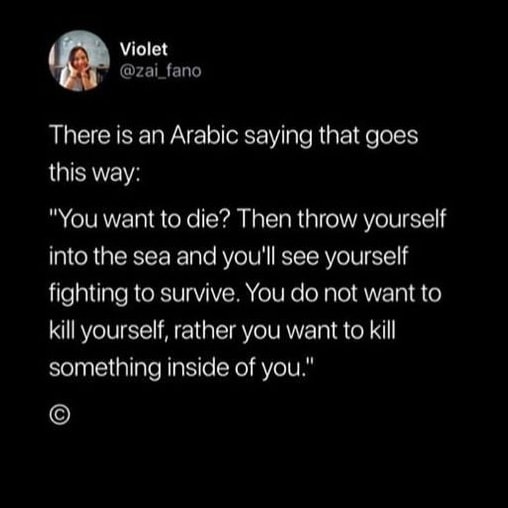 Violet
@zai_fano
There is an Arabic saying that goes
this way:
"You want to die? Then throw yourself
into the sea and you'll see yourself
fighting to survive. You do not want to
kill yourself, rather you want to kill
something inside of you."
©